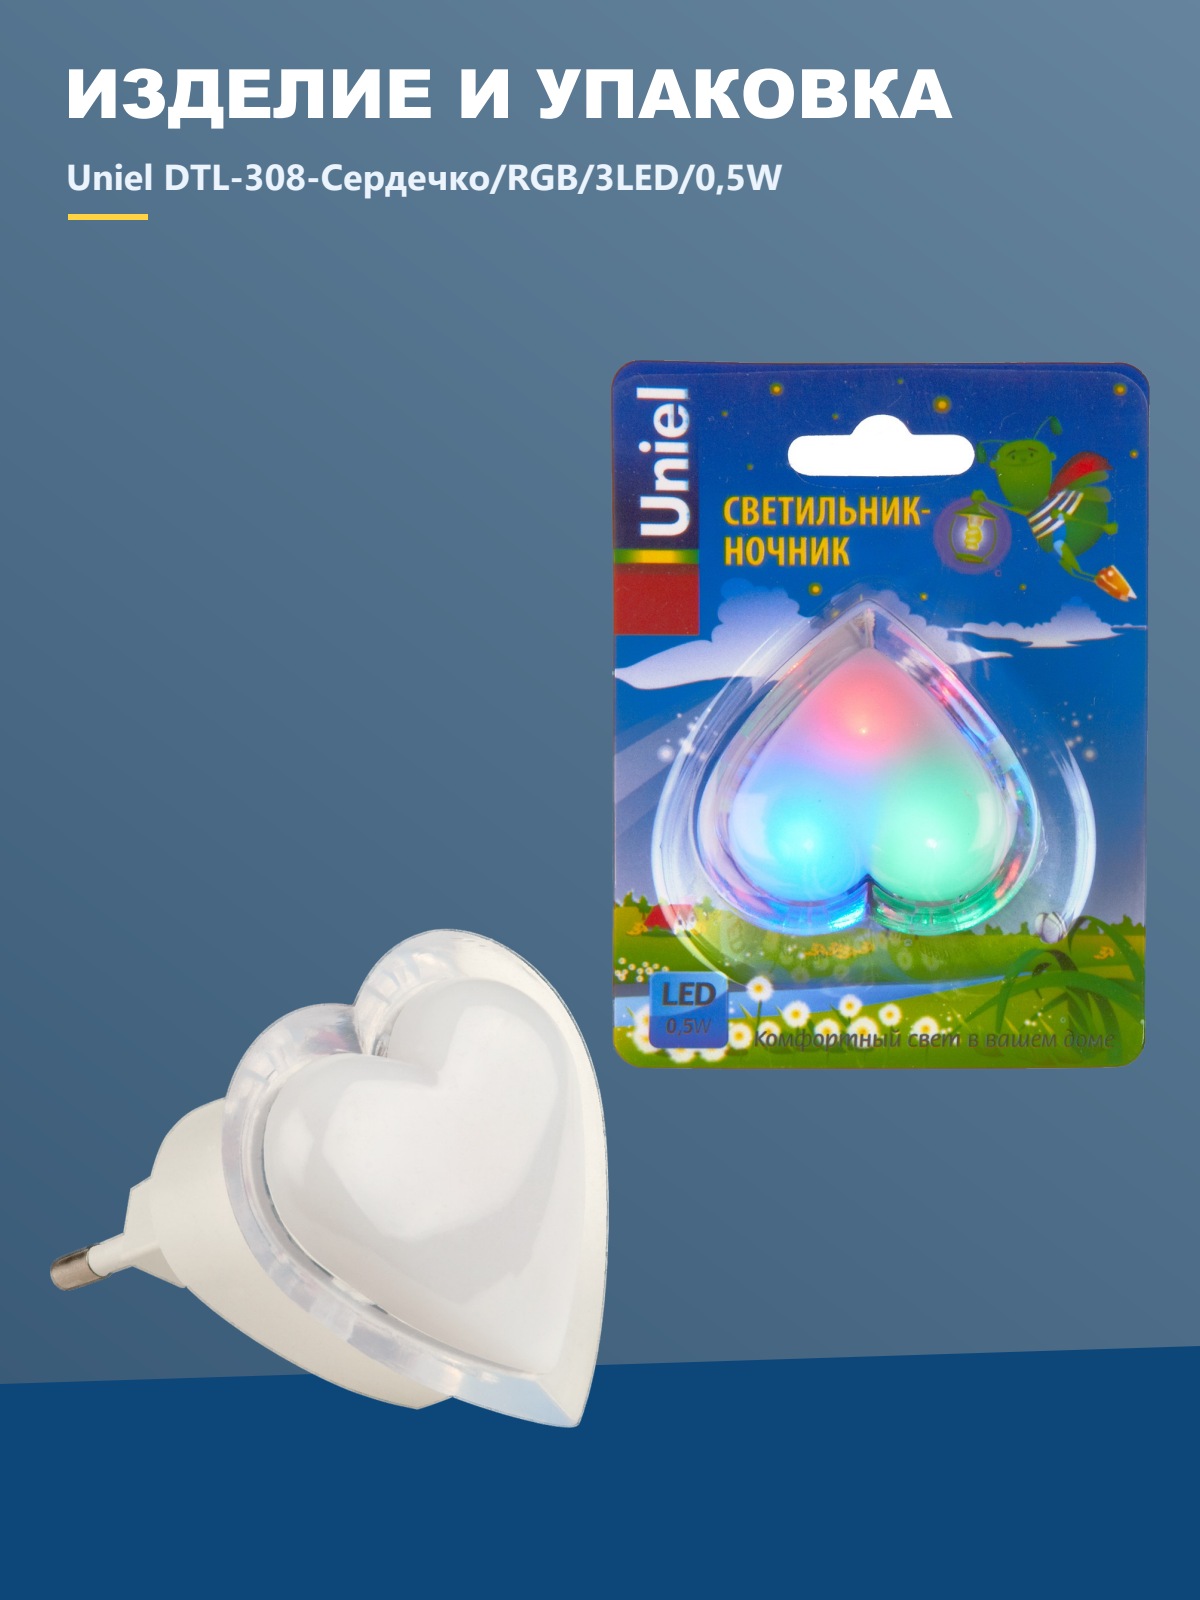 ИЗДЕЛИЕ И УПАКОВКА
Uniel DTL-308-Сердечко/RGB/3LED/0,5W
Uniel
СВЕТИЛЬНИК-
НОЧНИК
LED
0,5W
Комфортный свет в вашем доме